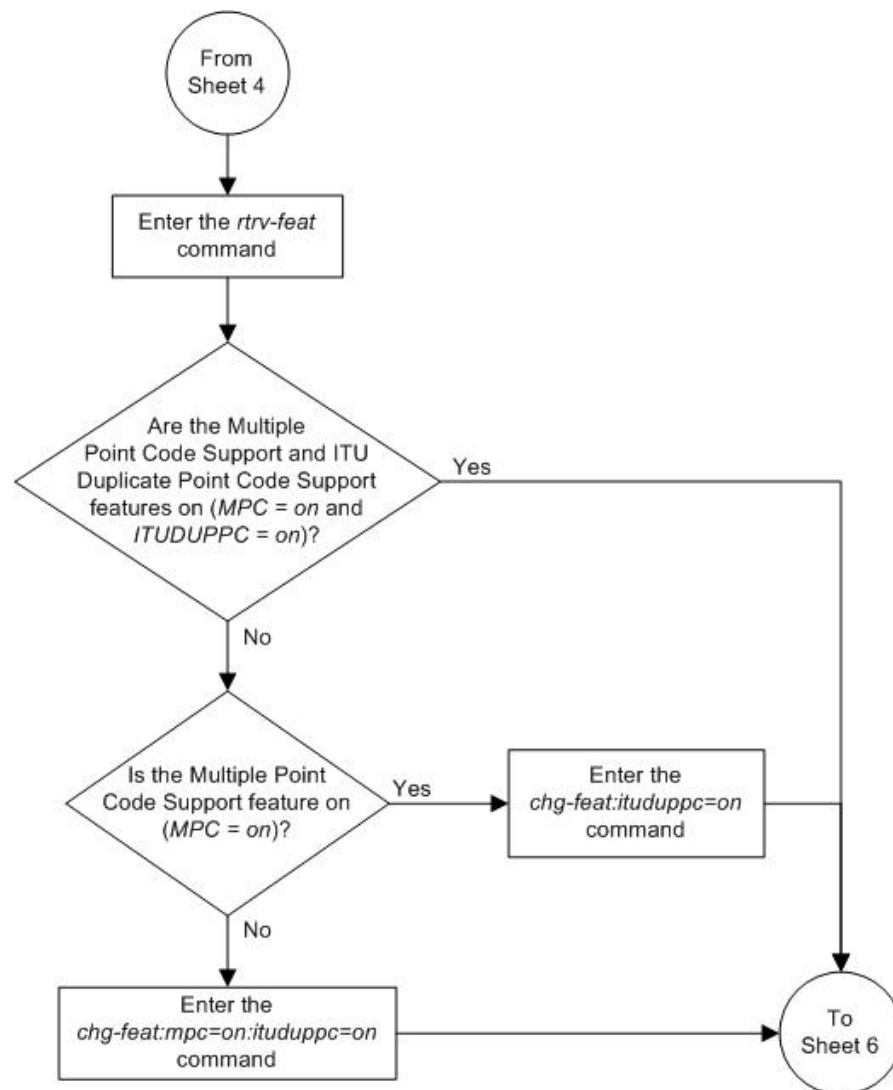 From
Sheet 4
Enter the rtrv-feat
command
Are the Multiple
Point Code Support and ITU
Duplicate Point Code Support
features on (MPC = on and
ITUDUPPC = on)?
Yes
No
Is the Multiple Point
Code Support feature on
(MPC = on)?
Yes
Enter the
chg-feat:ituduppc=on
command
No
Enter the
chg-feat:mpc=on:ituduppc=on
command
To
Sheet 6